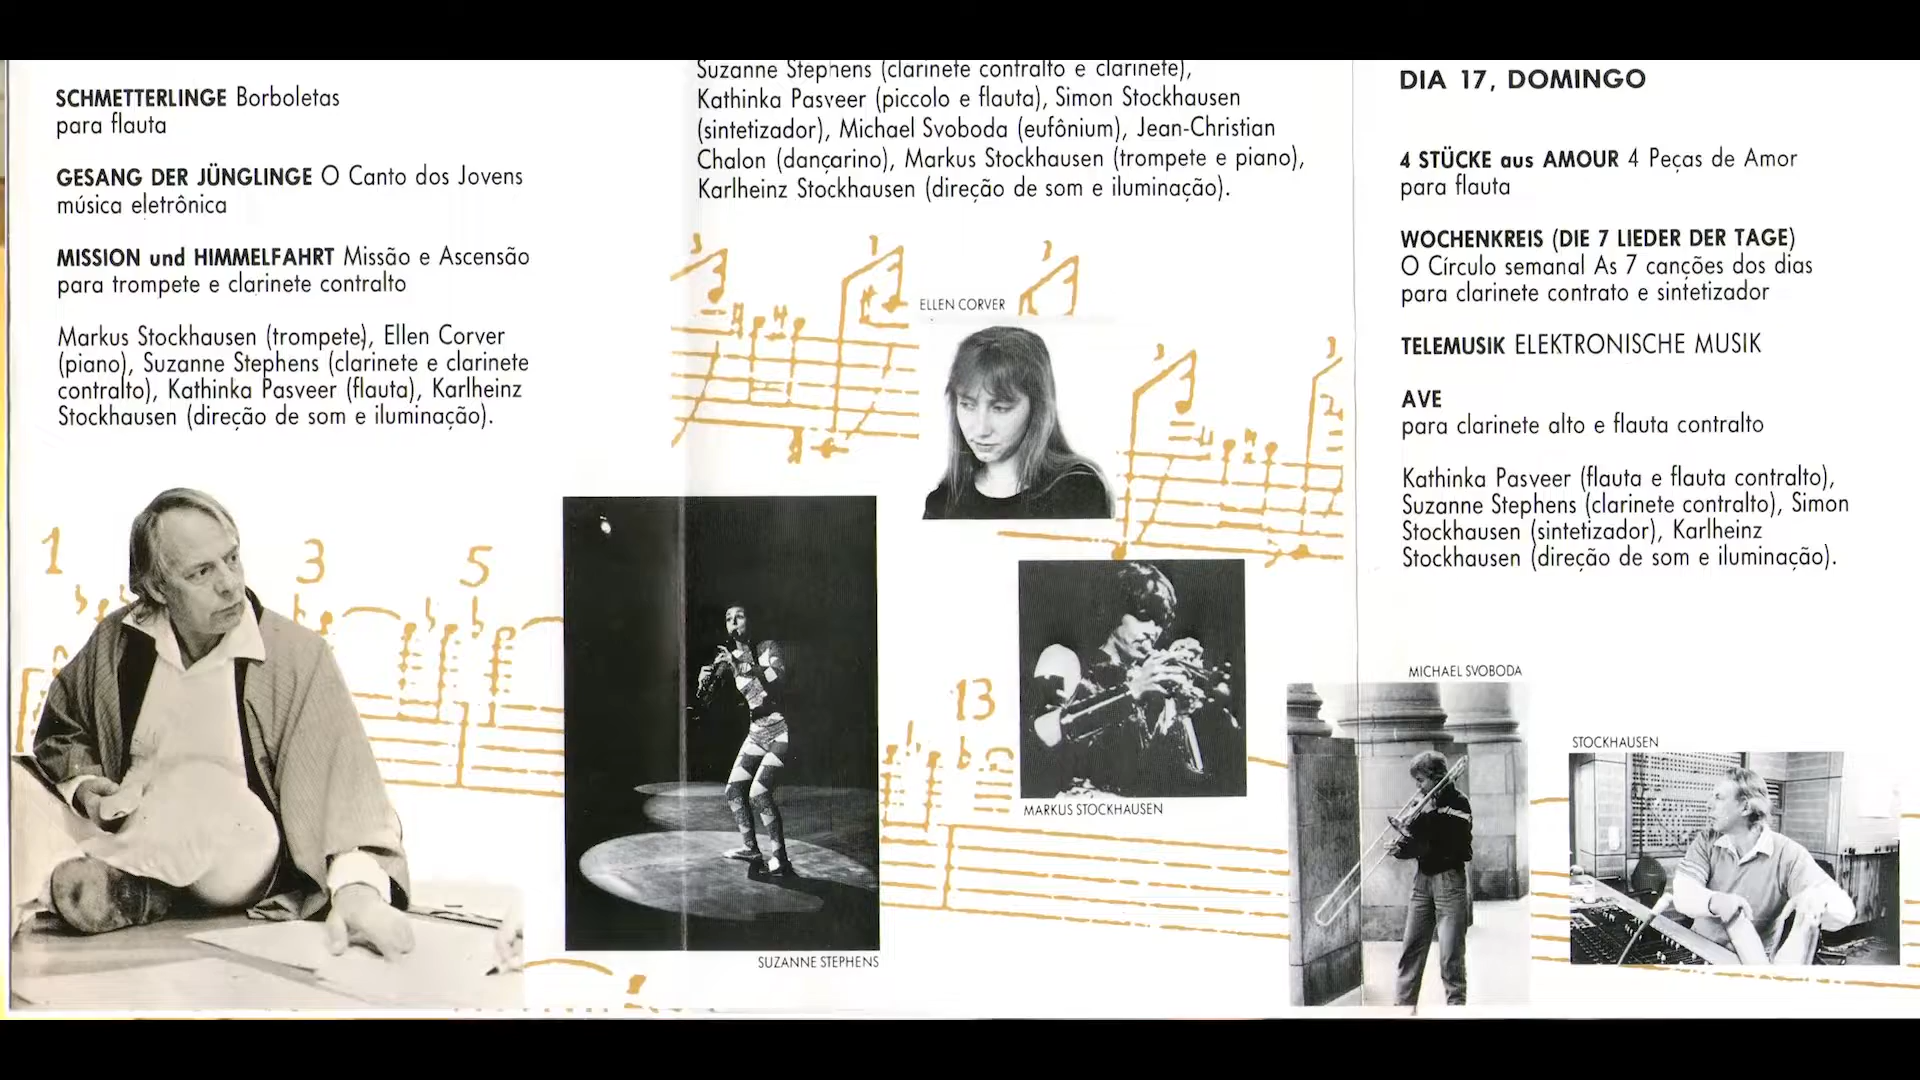 SCHMETTERLINGE Borboletas
para flauta
GESANG DER JÜNGLINGE O Canto dos Jovens
música eletrônica
MISSION und HIMMELFAHRT Missão e Ascensão
para trompete e clarinete contralto
Markus Stockhausen (trompete), Ellen Corver
(piano), Suzanne Stephens (clarinete e clarinete
contralto), Kathinka Pasveer (flauta), Karlheinz
Stockhausen (direção de som e iluminação).
1
3
5
Suzanne Stephens (clarinete contralto e clarinete),
Kathinka Pasveer (piccolo e flauta), Simon Stockhausen
(sintetizador), Michael Svoboda (eufônium), Jean-Christian
Chalon (dançarino), Markus Stockhausen (trompete e piano),
Karlheinz Stockhausen (direção de som e iluminação).
ELLEN CORVER
SUZANNE STEPHENS
13
MARKUS STOCKHAUSEN
DIA 17, DOMINGO
4 STÜCKE aus AMOUR 4 Peças de Amor
para flauta
WOCHENKREIS (DIE 7 LIEDER DER TAGE)
O Círculo semanal As 7 canções dos dias
para clarinete contrato e sintetizador
TELEMUSIK ELEKTRONISCHE MUSIK
AVE
para clarinete alto e flauta contralto
Kathinka Pasveer (flauta e flauta contralto),
Suzanne Stephens (clarinete contralto), Simon
Stockhausen (sintetizador), Karlheinz
Stockhausen (direção de som e iluminação).
MICHAEL SVOBODA
STOCKHAUSEN